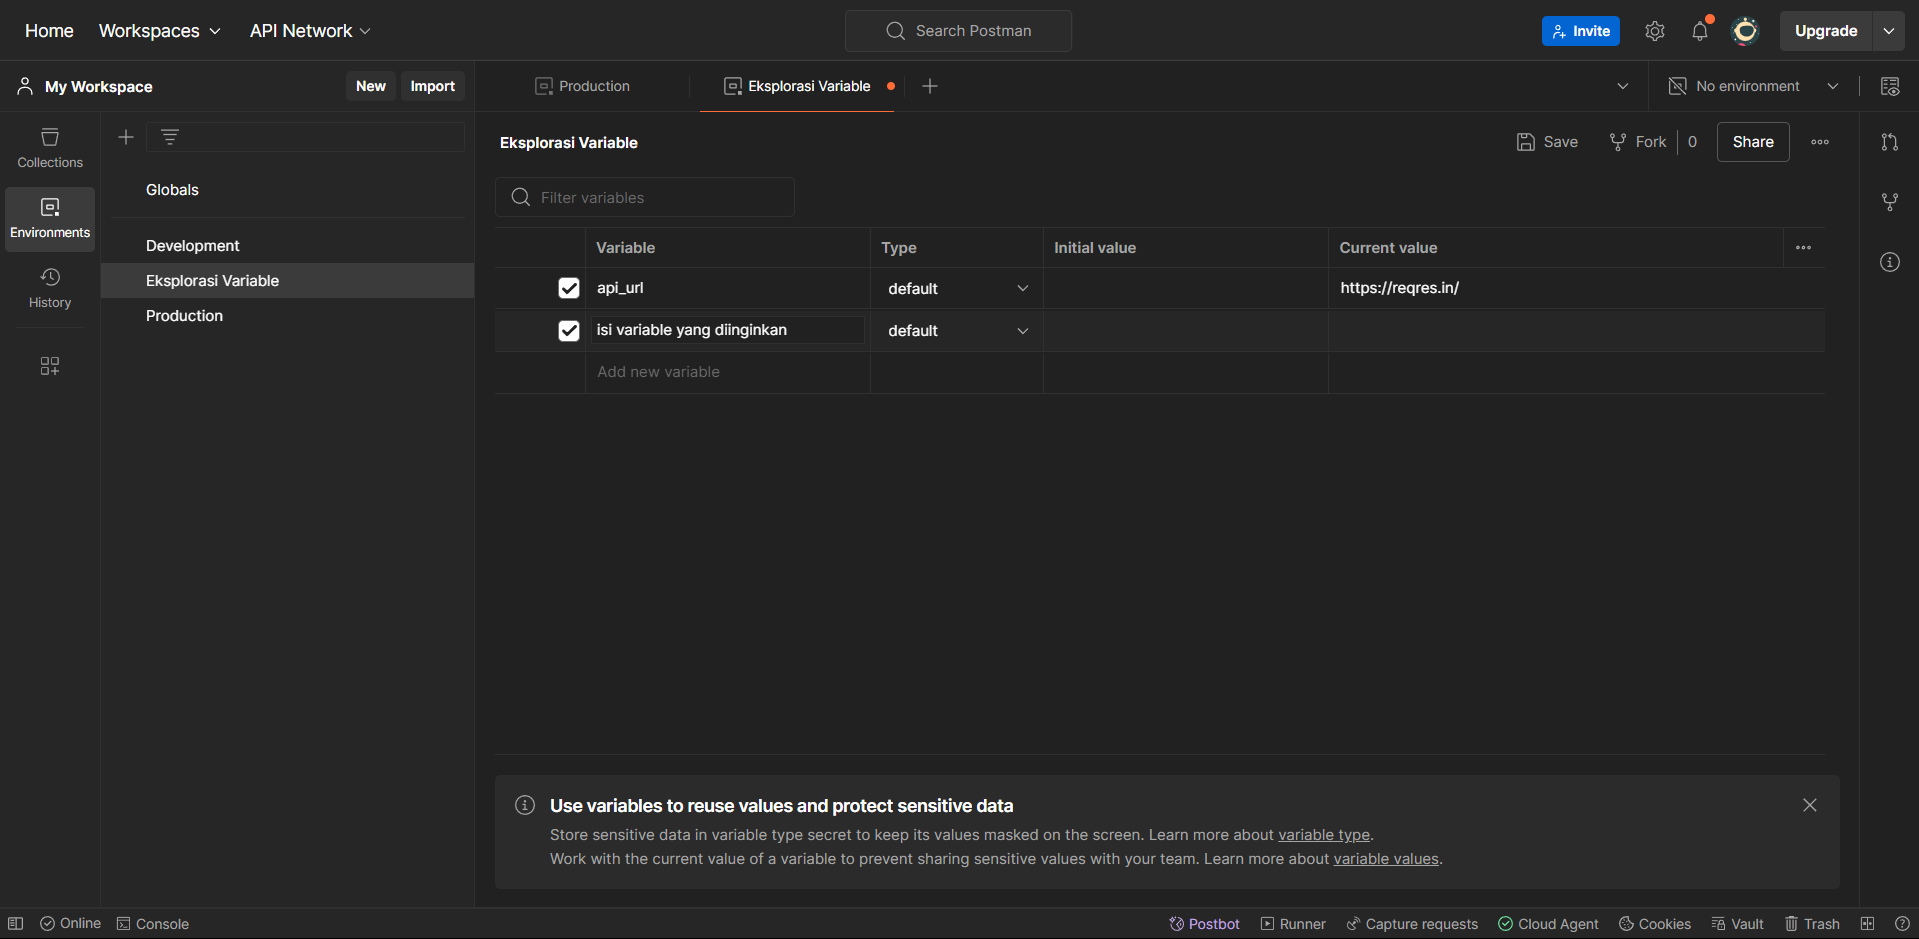 Home Workspaces API Network Search Postman Invite Upgrade
My Workspace New Import Production Eksplorasi Variable No environment
Collections
Environments
History
Globals
Development
Eksplorasi Variable
Production
Eksplorasi Variable Save Fork 0 Share
Filter variables
Variable Type Initial value Current value
api_url default https://reqres.in/
isi variable yang diinginkan default
Add new variable
Use variables to reuse values and protect sensitive data
Store sensitive data in variable type secret to keep its values masked on the screen. Learn more about variable type.
Work with the current value of a variable to prevent sharing sensitive values with your team. Learn more about variable values.
Online Console Postbot Runner Capture requests Cloud Agent Cookies Vault Trash